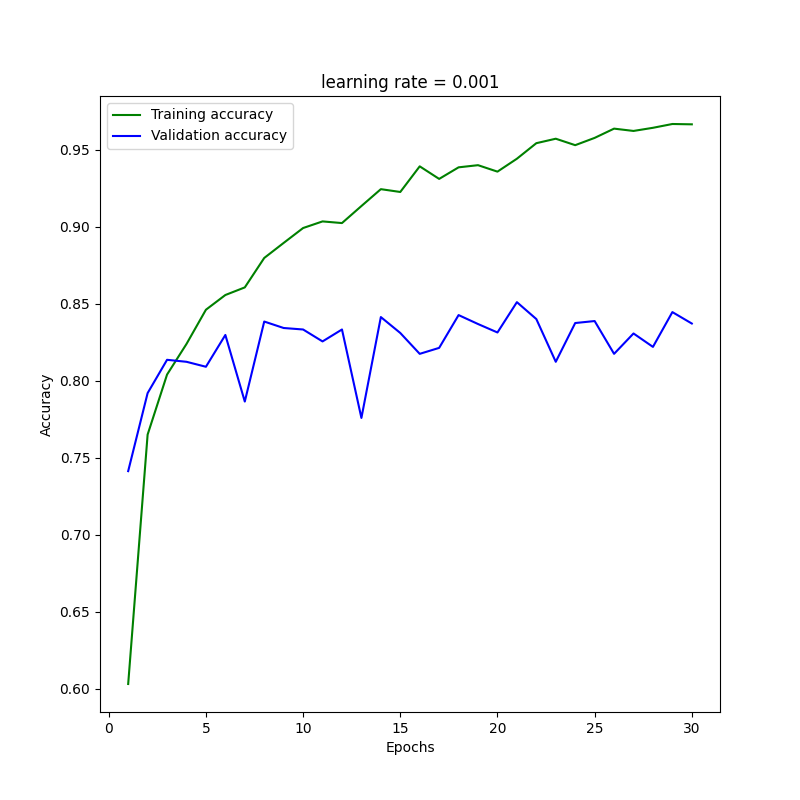 learning rate = 0.001
Training accuracy
Validation accuracy
0.95
0.90
0.85
0.80
0.75
0.70
0.65
0.60
Accuracy
0 5 10 15 20 25 30
Epochs